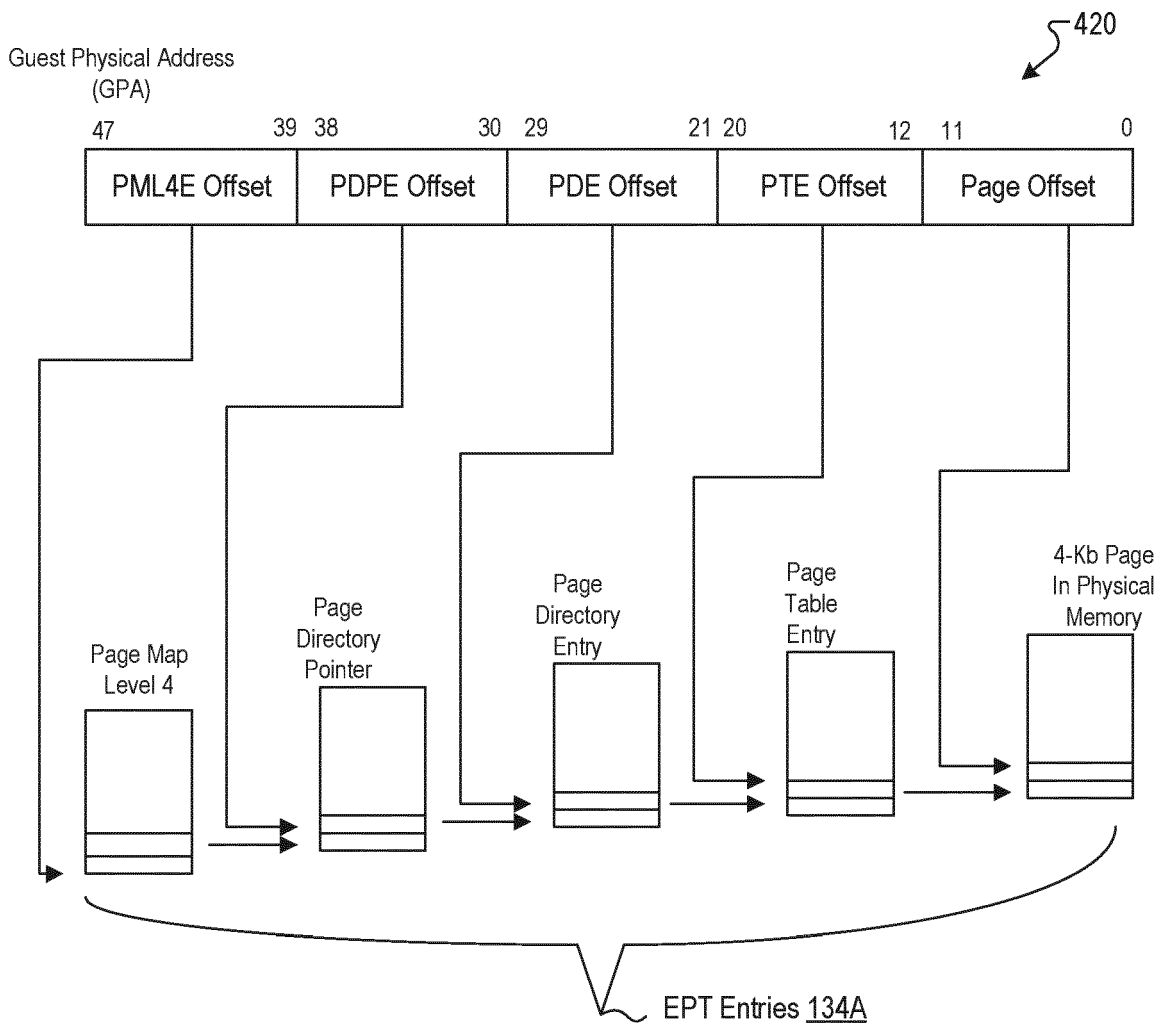 420
Guest Physical Address
(GPA)
47 39 38 30 29 21 20 12 11 0
PML4E Offset PDPE Offset PDE Offset PTE Offset Page Offset
Page Map
Level 4
Page
Directory
Pointer
Page
Directory
Entry
Page
Table
Entry
4-Kb Page
In Physical
Memory
EPT Entries 134A